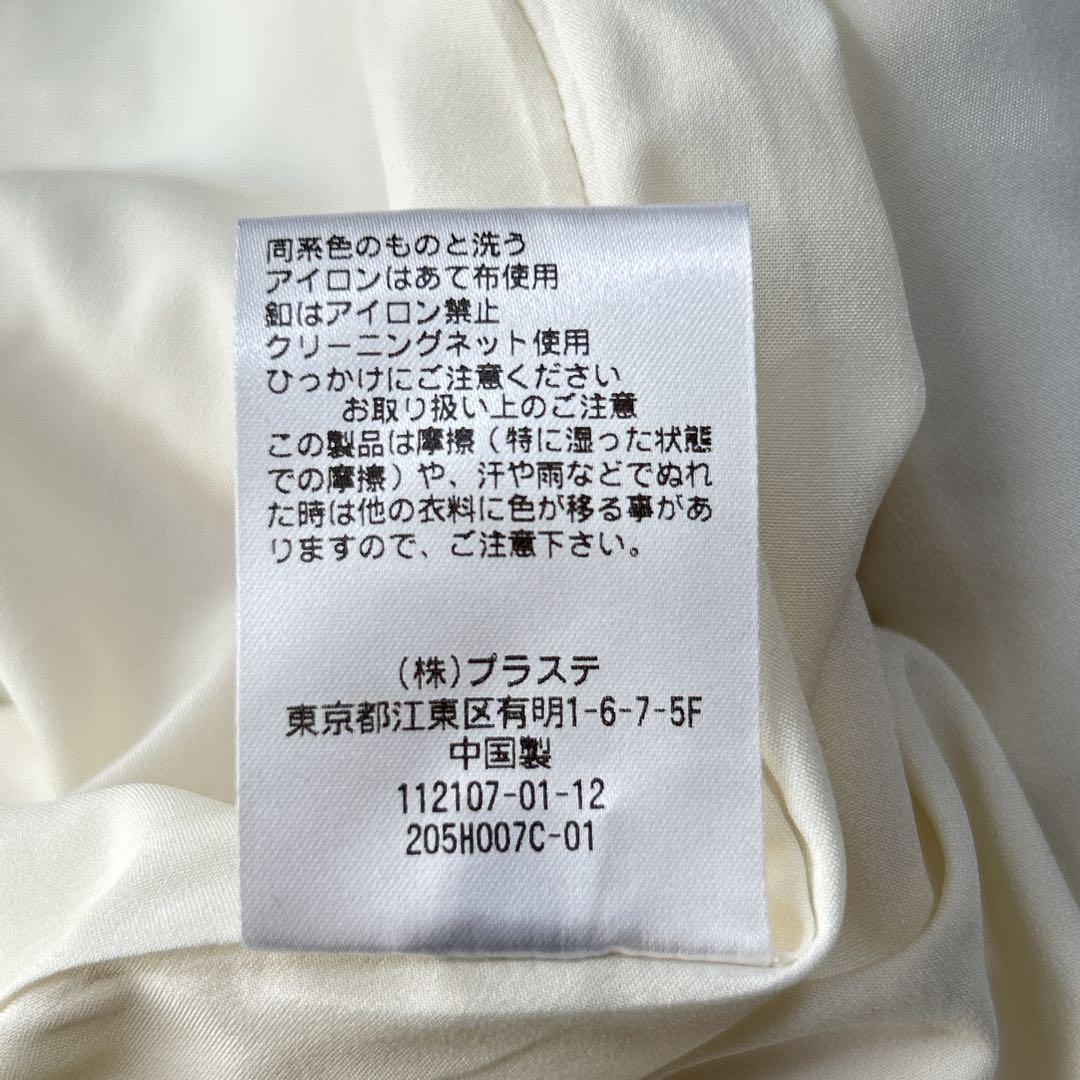 同系色のものと洗う
アイロンはあて布使用
釦はアイロン禁止
クリーニングネット使用
ひっかけにご注意ください
お取り扱い上のご注意
この製品は摩擦（特に湿った状態
での摩擦）や、汗や雨などでぬれ
た時は他の衣料に色が移る事があ
りますので、ご注意下さい。
(株)プラステ
東京都江東区有明1-6-7-5F
中国製
112107-01-12
205H007C-01